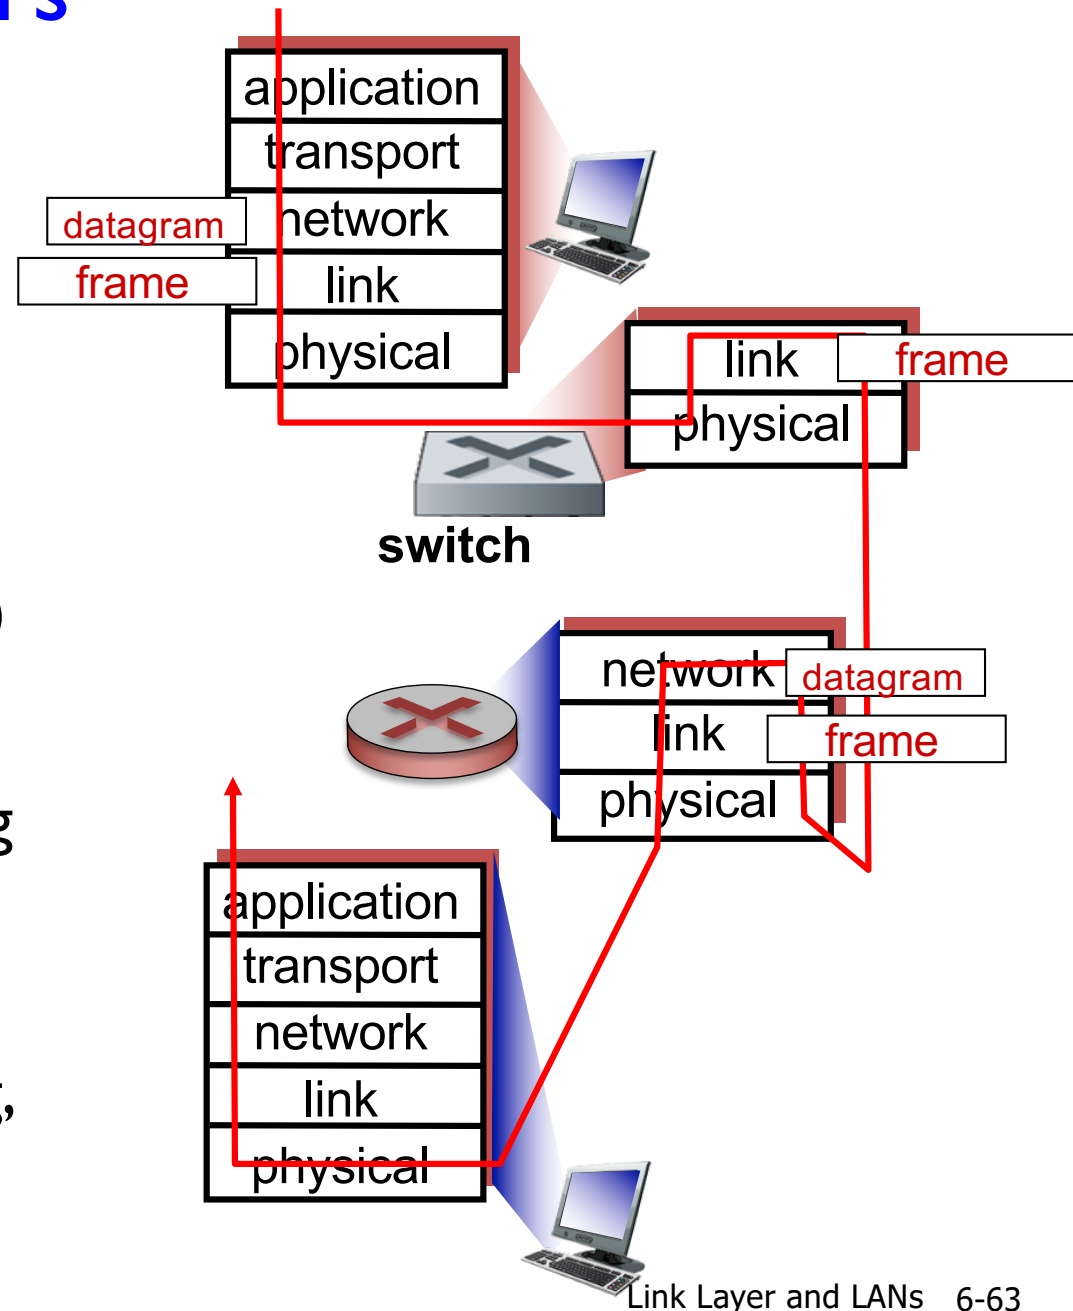 application
transport
datagram
network
frame
link
physical
link
frame
physical
switch
network
datagram
link
frame
physical
application
transport
network
link
physical
Link Layer and LANs 6-63